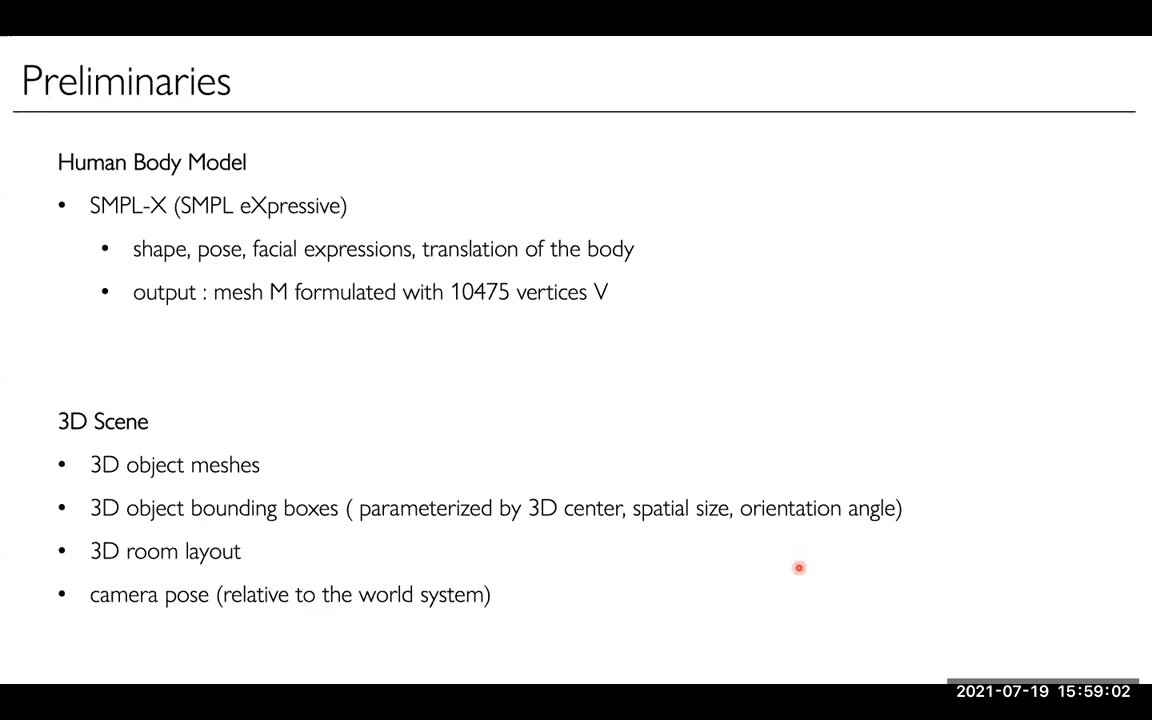 Preliminaries
Human Body Model
• SMPL-X (SMPL eXpressive)
• shape, pose, facial expressions, translation of the body
• output : mesh M formulated with 10475 vertices V
3D Scene
• 3D object meshes
• 3D object bounding boxes ( parameterized by 3D center, spatial size, orientation angle)
• 3D room layout
• camera pose (relative to the world system)
2021-07-19 15:59:02